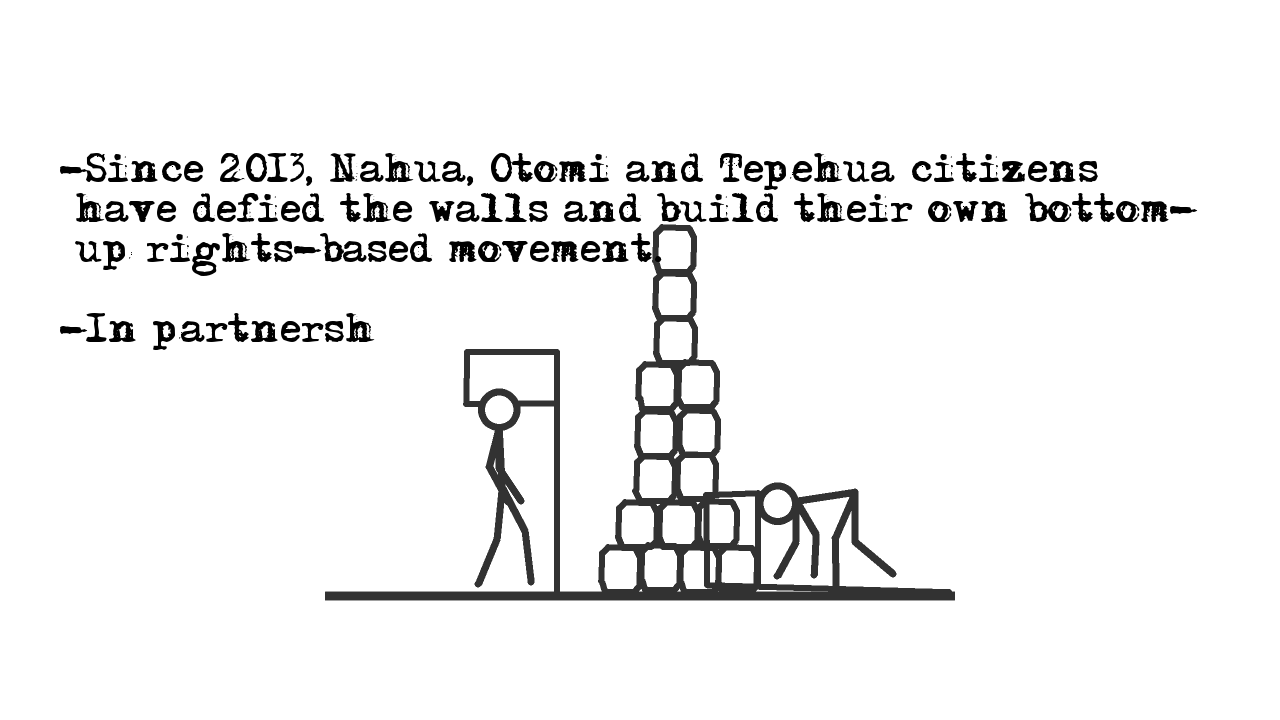 -Since 2013, Nahua, Otomi and Tepehua citizens
have defied the walls and build their own bottom-
up rights-based movement.
-In partnersh